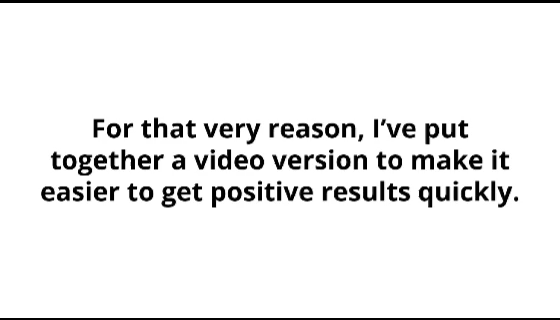 For that very reason, I’ve put
together a video version to make it
easier to get positive results quickly.